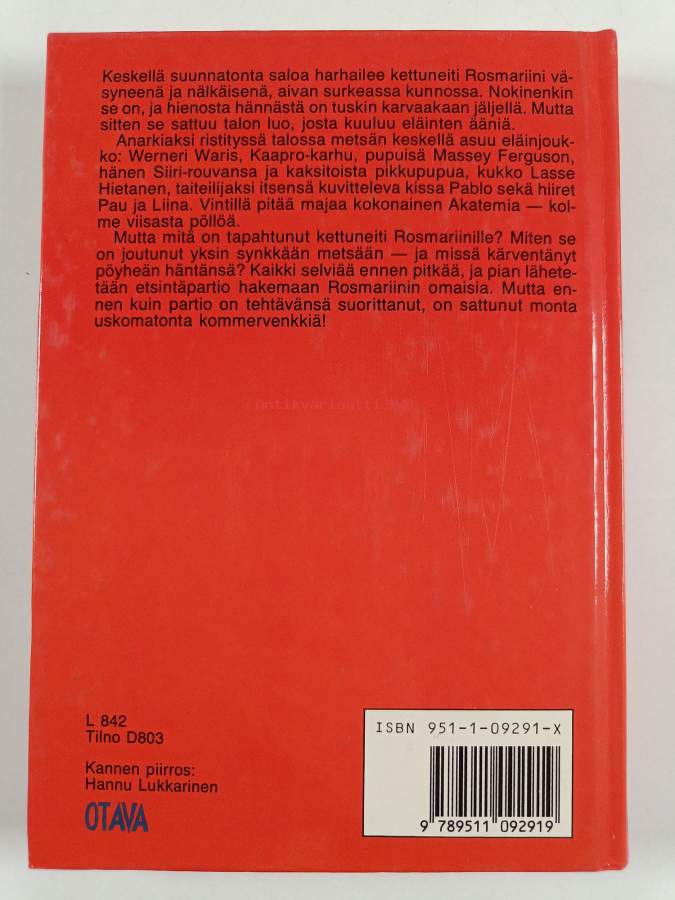 Keskellä suunnatonta saloa harhailee kettuneiti Rosmariini vä-
syneenä ja nälkäisenä, aivan surkeassa kunnossa. Nokinenkin
se on, ja hienosta hännästä on tuskin karvaakaan jäljellä. Mutta
sitten se sattuu talon luo, josta kuuluu eläinten ääniä.
Anarkiaksi ristityssä talossa metsän keskellä asuu eläinjouk-
ko: Werneri Waris, Kaapro-karhu, pupuisä Massey Ferguson,
hänen Siiri-rouvansa ja kaksitoista pikkupupua, kukko Lasse
Hietanen, taiteilijaksi itsensä kuvitteleva kissa Pablo sekä hiiret
Pau ja Liina. Vintillä pitää majaa kokonainen Akatemia — kol-
me viisasta pöllöä.
Mutta mitä on tapahtunut kettuneiti Rosmariinille? Miten se
on joutunut yksin synkkään metsään — ja missä kärventänyt
pöyheän häntänsä? Kaikki selviää ennen pitkää, ja pian lähete-
tään etsintäpartio hakemaan Rosmariinin omaisia. Mutta en-
nen kuin partio on tehtävänsä suorittanut, on sattunut monta
uskomatonta kommervenkkiä!
L 842
Tilno D803
Kannen piirros:
Hannu Lukkarinen
OTAVA
ISBN 951-1-09291-X
9 789511 092919